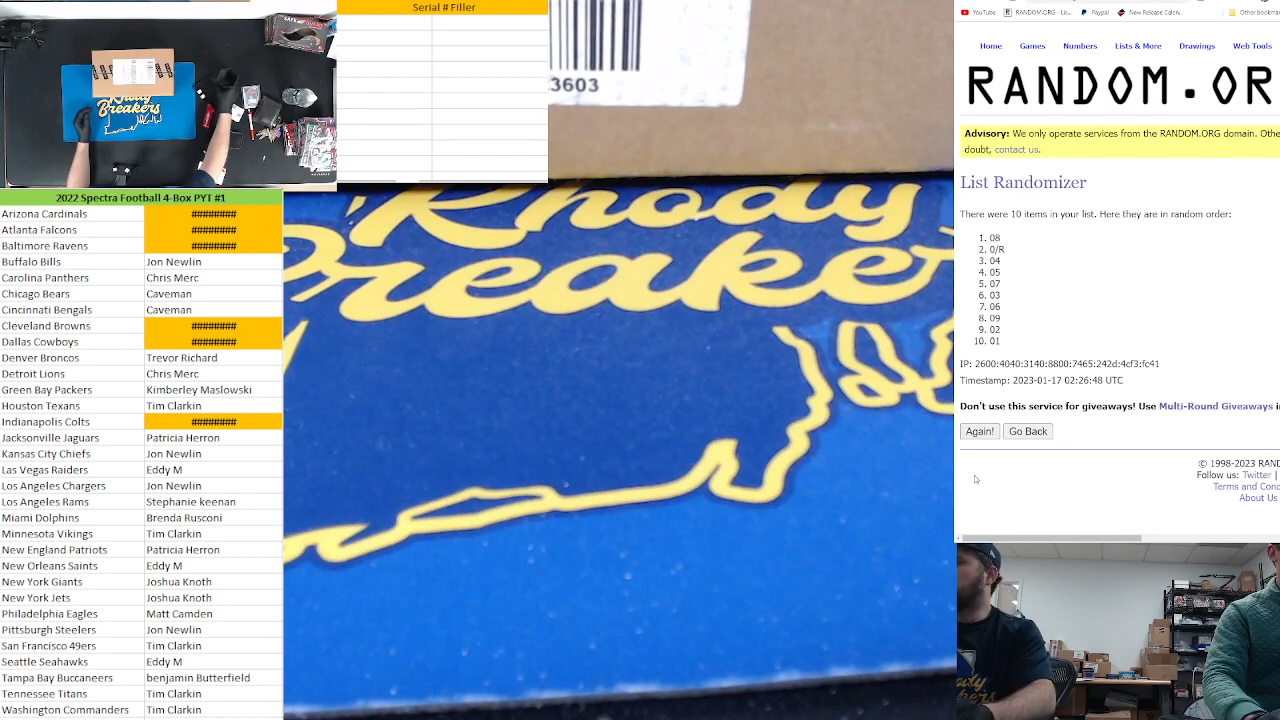 Serial # Filler
3603
Knody
Breakers
Knody
Breake
2022 Spectra Football 4-Box PYT #1
Arizona Cardinals ########
Atlanta Falcons ########
Baltimore Ravens ########
Buffalo Bills Jon Newlin
Carolina Panthers Chris Merc
Chicago Bears Caveman
Cincinnati Bengals Caveman
Cleveland Browns ########
Dallas Cowboys ########
Denver Broncos Trevor Richard
Detroit Lions Chris Merc
Green Bay Packers Kimberley Maslowski
Houston Texans Tim Clarkin
Indianapolis Colts ########
Jacksonville Jaguars Patricia Herron
Kansas City Chiefs Jon Newlin
Las Vegas Raiders Eddy M
Los Angeles Chargers Jon Newlin
Los Angeles Rams Stephanie keenan
Miami Dolphins Brenda Rusconi
Minnesota Vikings Tim Clarkin
New England Patriots Patricia Herron
New Orleans Saints Eddy M
New York Giants Joshua Knoth
New York Jets Joshua Knoth
Philadelphia Eagles Matt Camden
Pittsburgh Steelers Jon Newlin
San Francisco 49ers Tim Clarkin
Seattle Seahawks Eddy M
Tampa Bay Buccaneers benjamin Butterfield
Tennessee Titans Tim Clarkin
Washington Commanders Tim Clarkin
YouTube RANDOM.ORG - Lis... Paypal New Release Calen... Other bookma
Home Games Numbers Lists & More Drawings Web Tools
RANDOM.OR
Advisory: We only operate services from the RANDOM.ORG domain. Othe
doubt, contact us.
List Randomizer
There were 10 items in your list. Here they are in random order:
1. 08
2. 0/R
3. 04
4. 05
5. 07
6. 03
7. 06
8. 09
9. 02
10. 01
IP: 2600:4040:3140:8800:7465:242d:4cf3:fc41
Timestamp: 2023-01-17 02:26:48 UTC
Don't use this service for giveaways! Use Multi-Round Giveaways i
Again! Go Back
© 1998-2023 RAND
Follow us: Twitter |
Terms and Conc
About Us